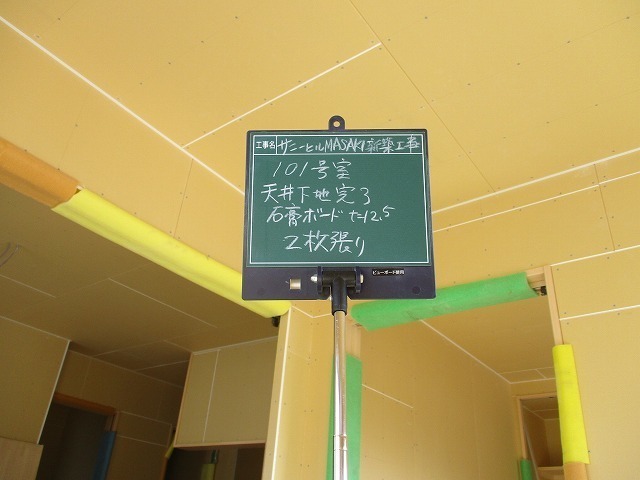 工事名 サニーヒルMASAKI新築工事
101号室
天井下地完了
石膏ボード t=12.5
2枚張り
ビューボード使用